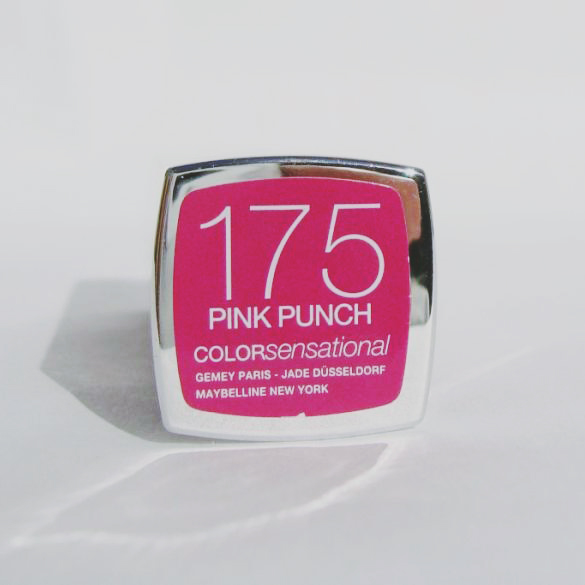 175
PINK PUNCH
COLORsensational
GEMEY PARIS - JADE DÜSSELDORF
MAYBELLINE NEW YORK